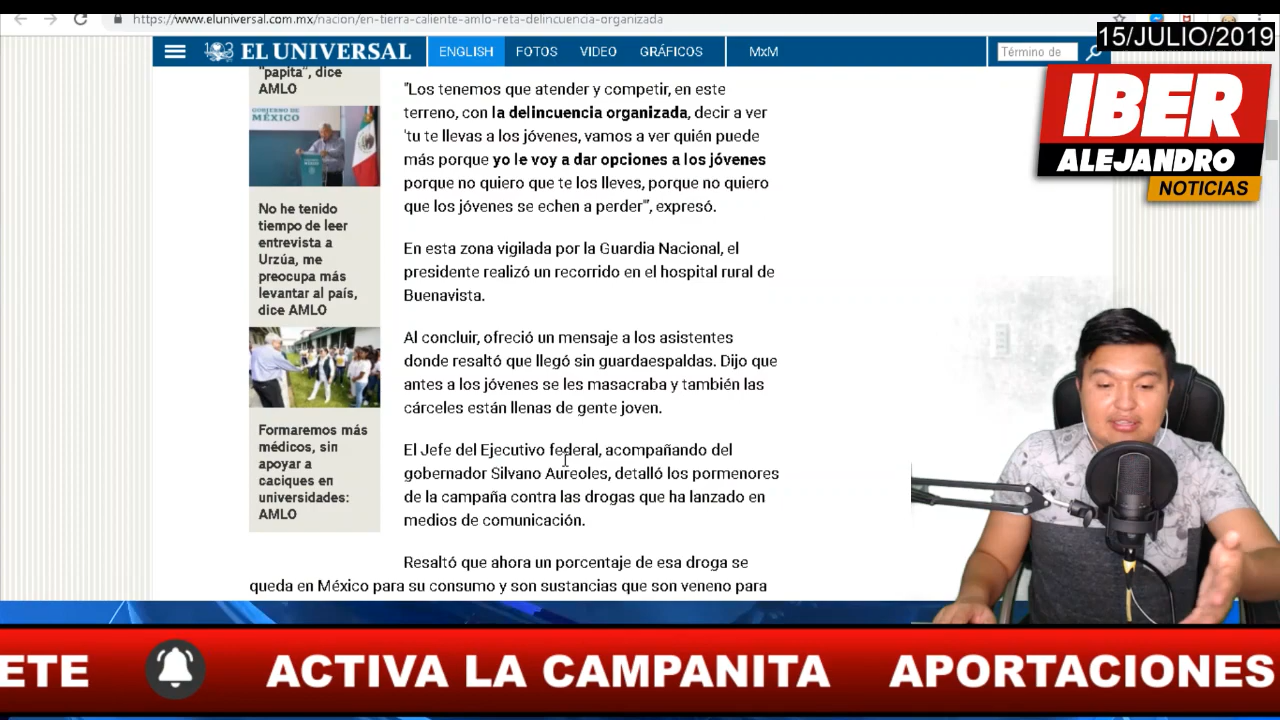 https://www.eluniversal.com.mx/nacion/en-tierra-caliente-amlo-reta-delincuencia-organizada
15/JULIO/2019
EL UNIVERSAL
ENGLISH
FOTOS
VIDEO
GRÁFICOS
MxM
Término de
IBER
ALEJANDRO
NOTICIAS
"papita", dice
AMLO
GOBIERNO DE
MÉXICO
No he tenido
tiempo de leer
entrevista a
Urzúa, me
preocupa más
levantar al país,
dice AMLO
Formaremos más
médicos, sin
apoyar a
caciques en
universidades:
AMLO
"Los tenemos que atender y competir, en este
terreno, con la delincuencia organizada, decir a ver
'tu te llevas a los jóvenes, vamos a ver quién puede
más porque yo le voy a dar opciones a los jóvenes
porque no quiero que te los lleves, porque no quiero
que los jóvenes se echen a perder'", expresó.
En esta zona vigilada por la Guardia Nacional, el
presidente realizó un recorrido en el hospital rural de
Buenavista.
Al concluir, ofreció un mensaje a los asistentes
donde resaltó que llegó sin guardaespaldas. Dijo que
antes a los jóvenes se les masacraba y también las
cárceles están llenas de gente joven.
El Jefe del Ejecutivo federal, acompañando del
gobernador Silvano Aureoles, detalló los pormenores
de la campaña contra las drogas que ha lanzado en
medios de comunicación.
Resaltó que ahora un porcentaje de esa droga se
queda en México para su consumo y son sustancias que son veneno para
ETE
ACTIVA LA CAMPANITA
APORTACIONES